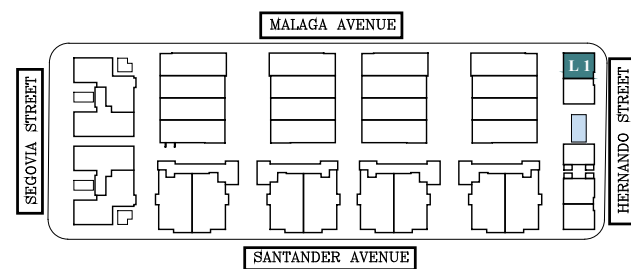 MALAGA AVENUE
L 1
SEGOVIA STREET
HERNANDO STREET
SANTANDER AVENUE